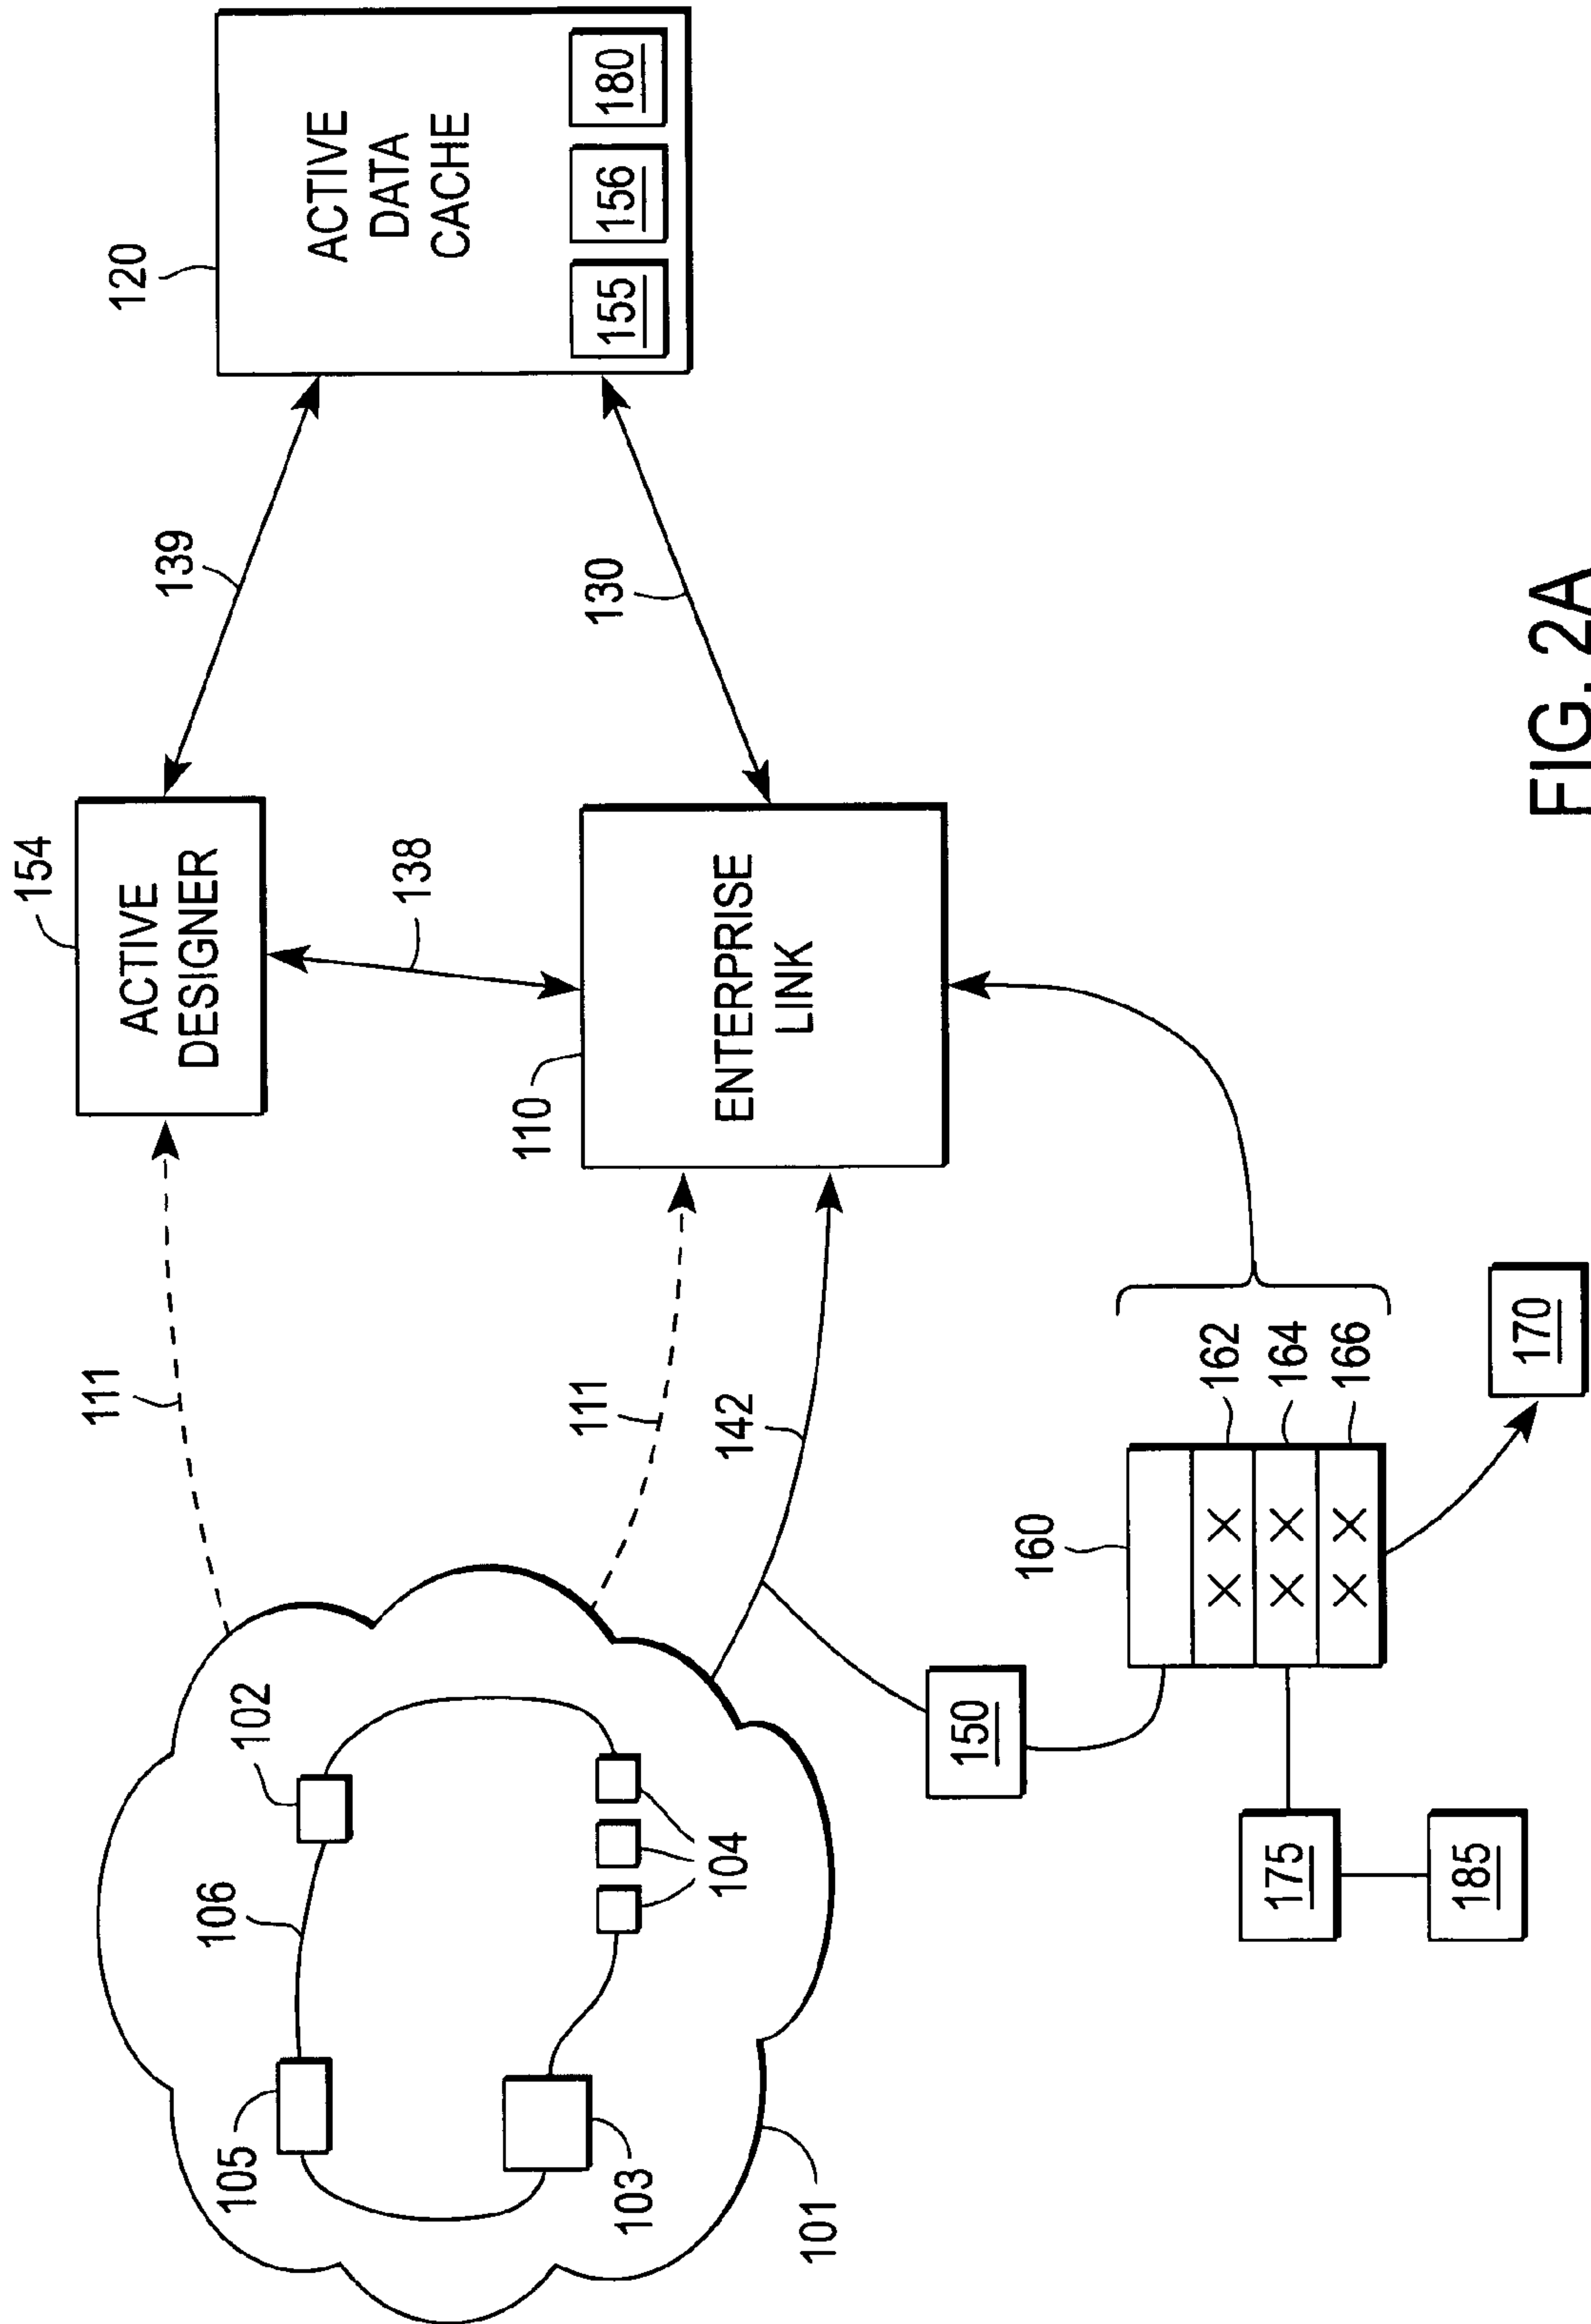 154
ACTIVE
DESIGNER
120
ACTIVE
DATA
CACHE
155
156
180
139
111
138
130
110
ENTERPRISE
LINK
111
142
102
106
105
104
103
101
150
160
X X
162
X X
164
X X
166
170
175
185
FIG. 2A